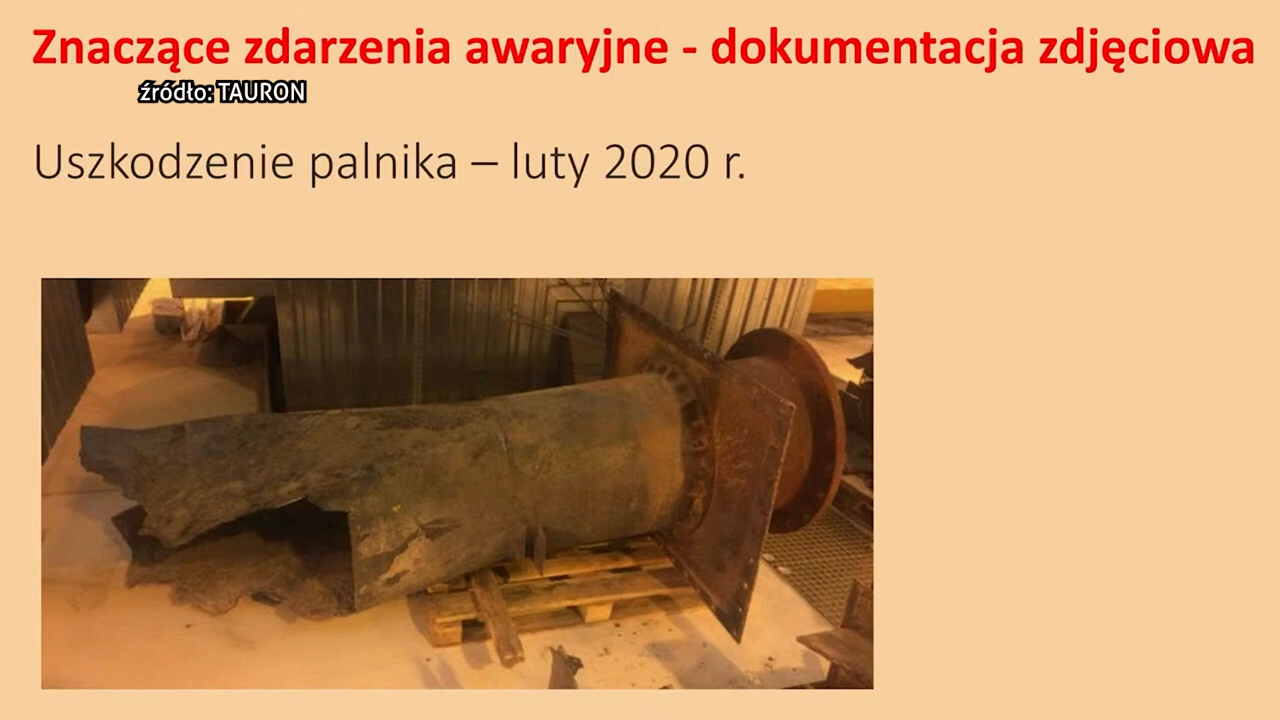 Znaczące zdarzenia awaryjne - dokumentacja zdjęciowa
źródło: TAURON
Uszkodzenie palnika – luty 2020 r.